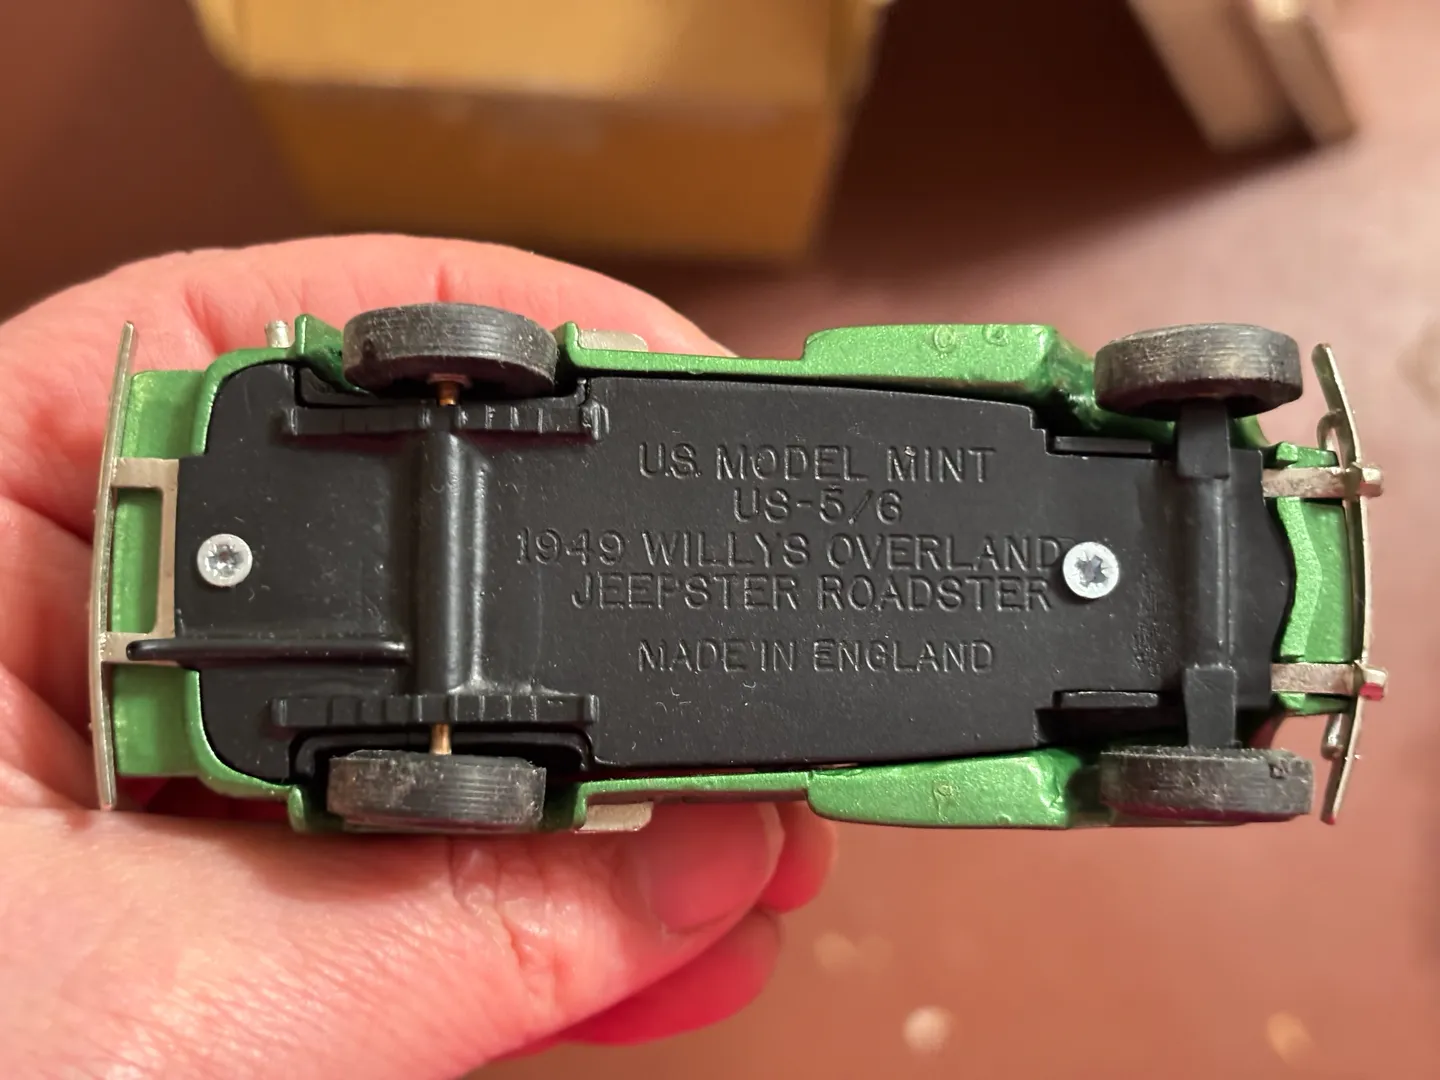 U.S. MODEL MINT
US-5/6
1949 WILLYS OVERLAND
JEEPSTER ROADSTER
MADE IN ENGLAND